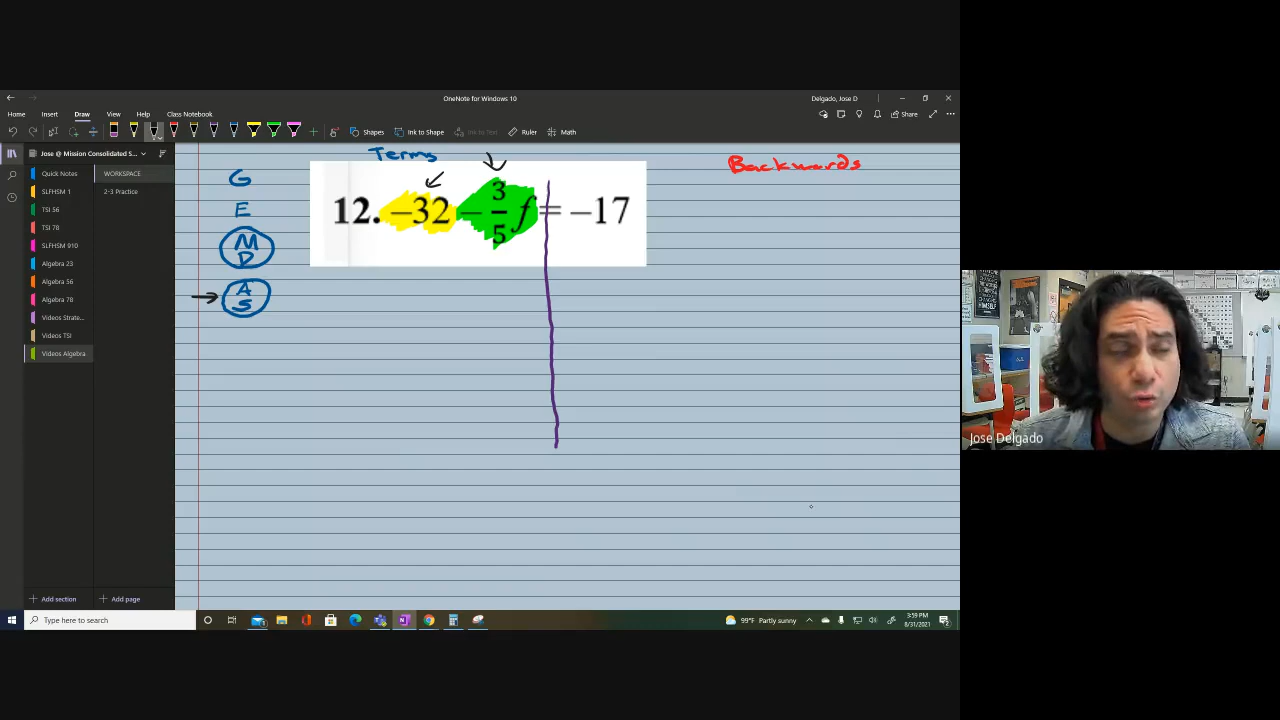 OneNote for Windows 10
Delgado, Jose D
Home Insert Draw View Help Class Notebook
Share
Shapes Ink to Shape Ink to Text Ruler Math
Jose @ Mission Consolidated S...
Quick Notes
SLFHSM 1
TSI 56
TSI 78
SLFHSM 910
Algebra 23
Algebra 56
Algebra 78
Videos Strate...
Videos TSI
Videos Algebra
WORKSPACE
2-3 Practice
Terms
Backwards
G
E
M
D
A
S
12. −32 − 3/5 f = −17
Jose Delgado
Add section
Add page
Type here to search
99°F Partly sunny
3:59 PM
8/31/2021